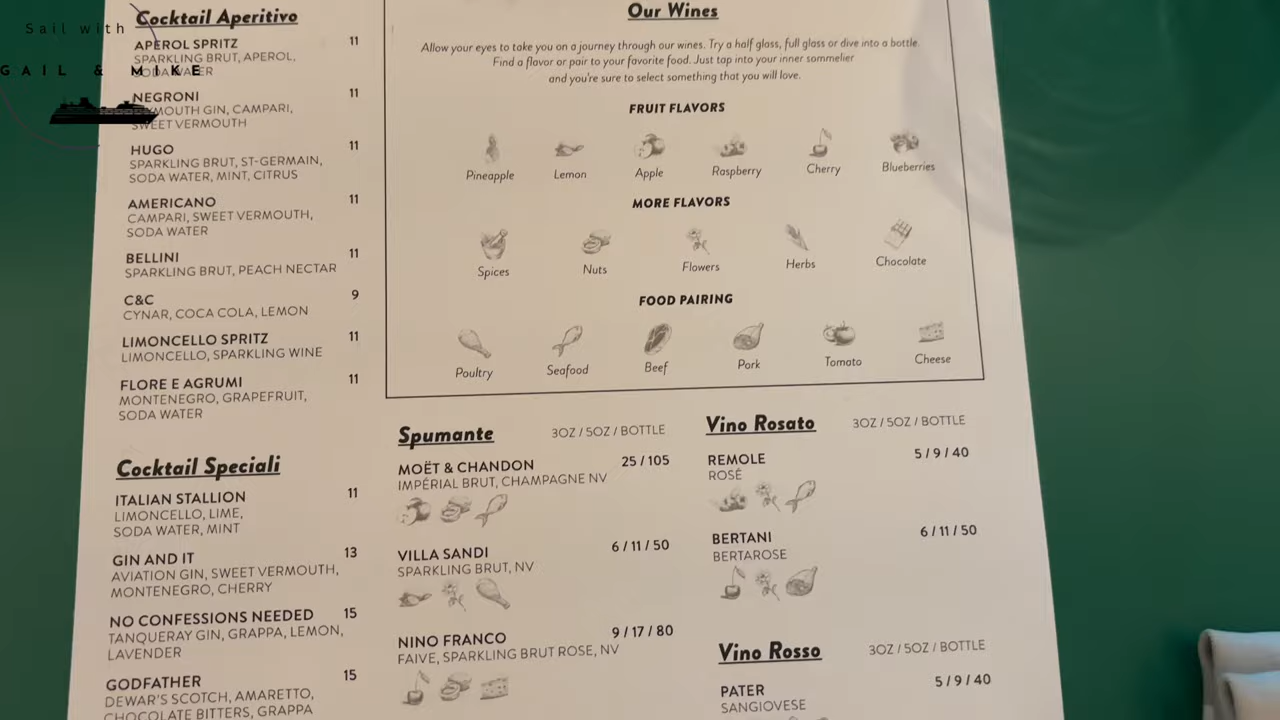 Sail with
GAIL & MIKE
Cocktail Aperitivo
APEROL SPRITZ 11
SPARKLING BRUT, APEROL,
SODA WATER
NEGRONI 11
PLYMOUTH GIN, CAMPARI,
SWEET VERMOUTH
HUGO 11
SPARKLING BRUT, ST-GERMAIN,
SODA WATER, MINT, CITRUS
AMERICANO 11
CAMPARI, SWEET VERMOUTH,
SODA WATER
BELLINI 11
SPARKLING BRUT, PEACH NECTAR
C&C 9
CYNAR, COCA COLA, LEMON
LIMONCELLO SPRITZ 11
LIMONCELLO, SPARKLING WINE
FLORE E AGRUMI 11
MONTENEGRO, GRAPEFRUIT,
SODA WATER
Cocktail Speciali
ITALIAN STALLION 11
LIMONCELLO, LIME,
SODA WATER, MINT
GIN AND IT 13
AVIATION GIN, SWEET VERMOUTH,
MONTENEGRO, CHERRY
NO CONFESSIONS NEEDED 15
TANQUERAY GIN, GRAPPA, LEMON,
LAVENDER
GODFATHER 15
DEWAR'S SCOTCH, AMARETTO,
CHOCOLATE BITTERS, GRAPPA
Our Wines
Allow your eyes to take you on a journey through our wines. Try a half glass, full glass or dive into a bottle.
Find a flavor or pair to your favorite food. Just tap into your inner sommelier
and you're sure to select something that you will love.
FRUIT FLAVORS
Pineapple Lemon Apple Raspberry Cherry Blueberries
MORE FLAVORS
Spices Nuts Flowers Herbs Chocolate
FOOD PAIRING
Poultry Seafood Beef Pork Tomato Cheese
Spumante 3OZ / 5OZ / BOTTLE
MOËT & CHANDON 25 / 105
IMPÉRIAL BRUT, CHAMPAGNE NV
VILLA SANDI 6 / 11 / 50
SPARKLING BRUT, NV
NINO FRANCO 9 / 17 / 80
FAIVE, SPARKLING BRUT ROSE, NV
Vino Rosato 3OZ / 5OZ / BOTTLE
REMOLE 5 / 9 / 40
ROSÉ
BERTANI 6 / 11 / 50
BERTAROSE
Vino Rosso 3OZ / 5OZ / BOTTLE
PATER 5 / 9 / 40
SANGIOVESE